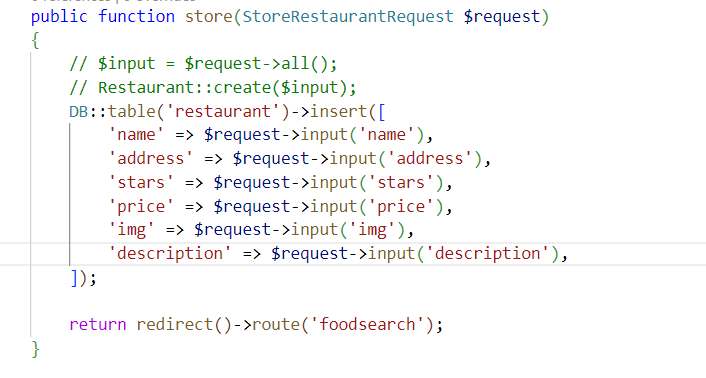 public function store(StoreRestaurantRequest $request)
{
    // $input = $request->all();
    // Restaurant::create($input);
    DB::table('restaurant')->insert([
        'name' => $request->input('name'),
        'address' => $request->input('address'),
        'stars' => $request->input('stars'),
        'price' => $request->input('price'),
        'img' => $request->input('img'),
        'description' => $request->input('description'),
    ]);

    return redirect()->route('foodsearch');
}